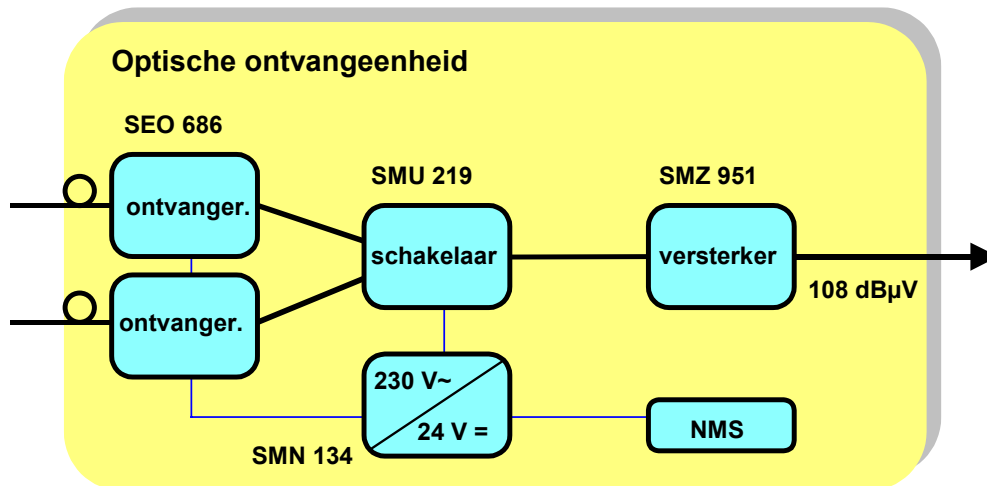 Optische ontvangeenheid
SEO 686
ontvanger.
SMU 219
SMZ 951
schakelaar
versterker
108 dBµV
ontvanger.
230 V~
24 V =
SMN 134
NMS